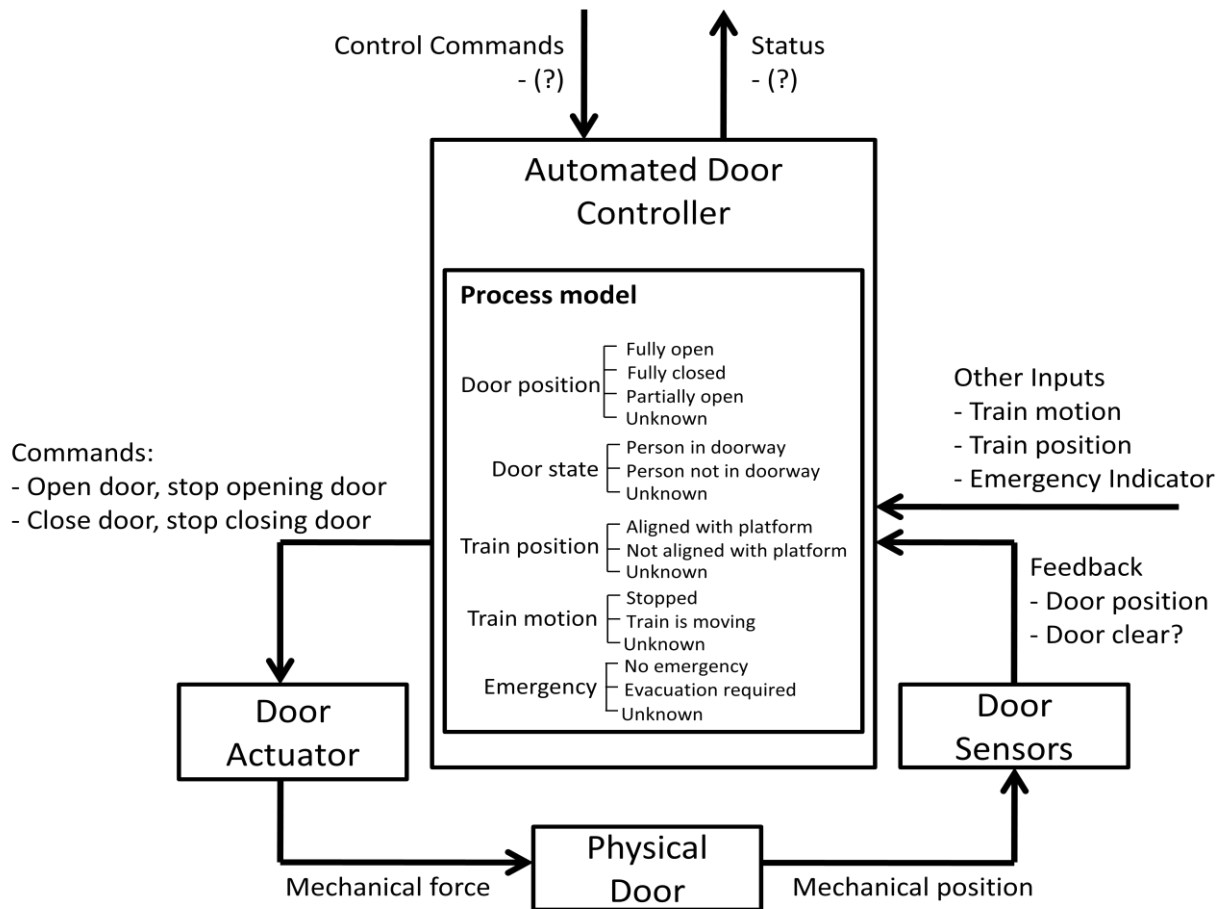 Control Commands
- (?)
Status
- (?)
Automated Door
Controller
Process model
Door position
Fully open
Fully closed
Partially open
Unknown
Door state
Person in doorway
Person not in doorway
Unknown
Train position
Aligned with platform
Not aligned with platform
Unknown
Train motion
Stopped
Train is moving
Unknown
Emergency
No emergency
Evacuation required
Unknown
Other Inputs
- Train motion
- Train position
- Emergency Indicator
Commands:
- Open door, stop opening door
- Close door, stop closing door
Feedback
- Door position
- Door clear?
Door
Actuator
Door
Sensors
Physical
Door
Mechanical force
Mechanical position